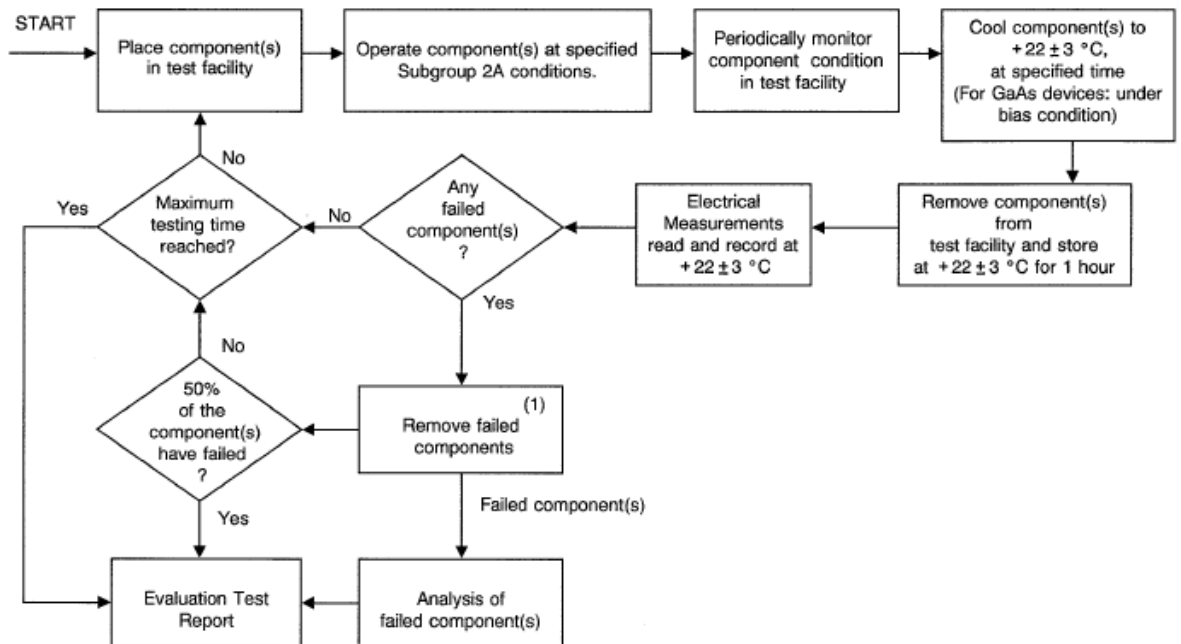 START
Place component(s)
in test facility
Operate component(s) at specified
Subgroup 2A conditions.
Periodically monitor
component condition
in test facility
Cool component(s) to
+22 ± 3 °C,
at specified time
(For GaAs devices: under
bias condition)
No
Yes
Maximum
testing time
reached?
No
Any
failed
component(s)
?
Electrical
Measurements
read and record at
+22 ± 3 °C
Remove component(s)
from
test facility and store
at +22 ± 3 °C for 1 hour
Yes
No
50%
of the
component(s)
have failed
?
(1)
Remove failed
components
Failed component(s)
Yes
Evaluation Test
Report
Analysis of
failed component(s)